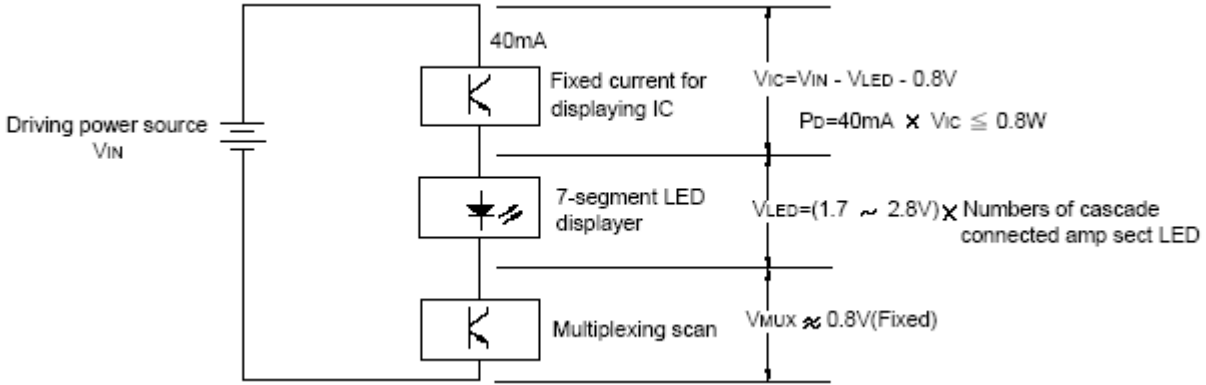 40mA
Fixed current for
displaying IC
VIC=VIN - VLED - 0.8V
PD=40mA × VIC ≦ 0.8W
Driving power source
VIN
7-segment LED
displayer
VLED=(1.7 ~ 2.8V)× Numbers of cascade
connected amp sect LED
Multiplexing scan
VMUX ≈ 0.8V(Fixed)